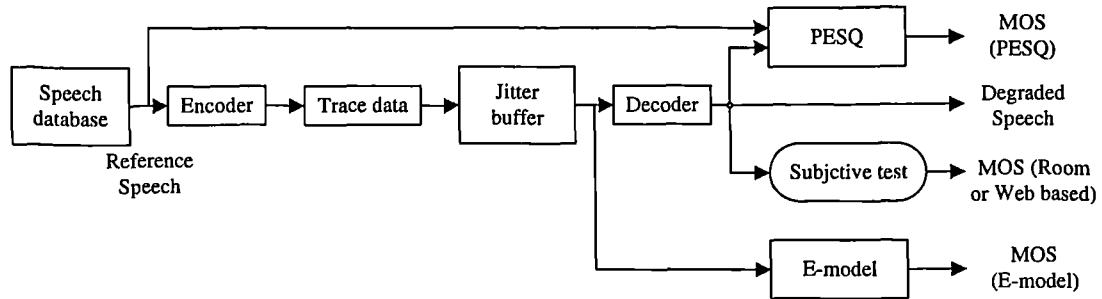 PESQ
MOS
(PESQ)
Speech
database
Encoder
Trace data
Jitter
buffer
Decoder
Degraded
Speech
Reference
Speech
Subjctive test
MOS (Room
or Web based)
E-model
MOS
(E-model)